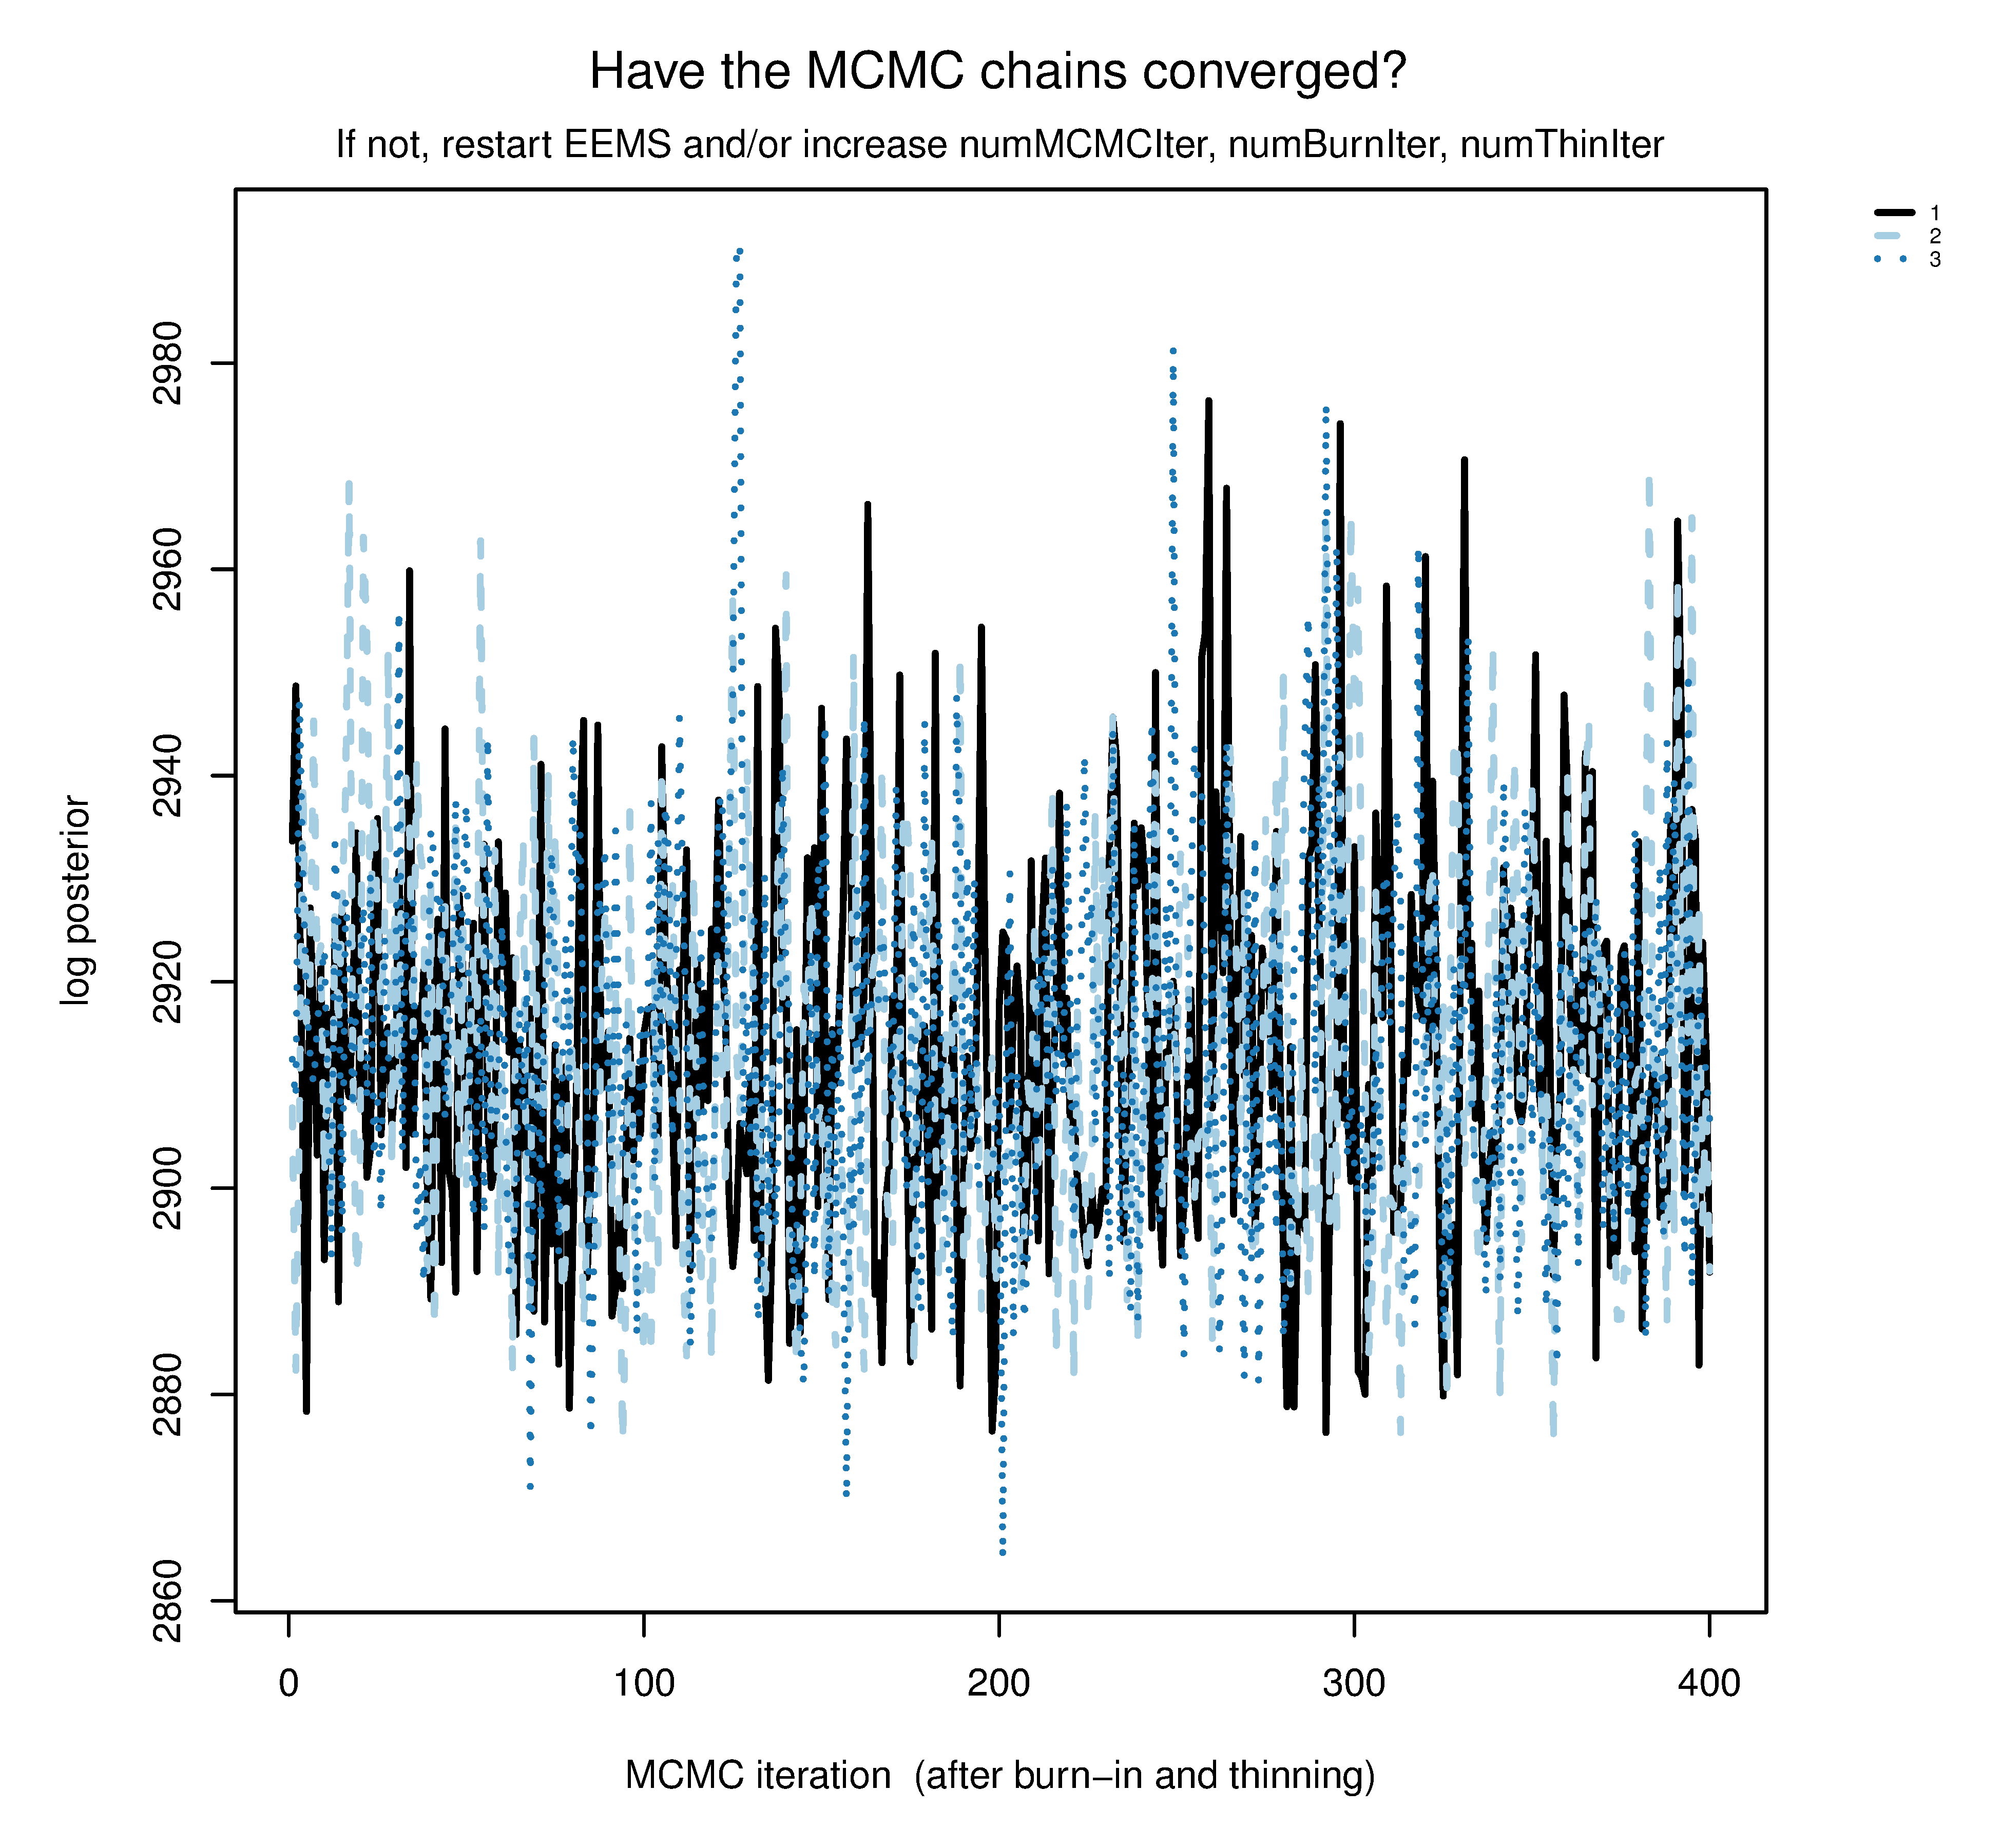 Have the MCMC chains converged?
If not, restart EEMS and/or increase numMCMCIter, numBurnIter, numThinIter
1
2
3
log posterior
2980
2960
2940
2920
2900
2880
2860
0 100 200 300 400
MCMC iteration (after burn−in and thinning)